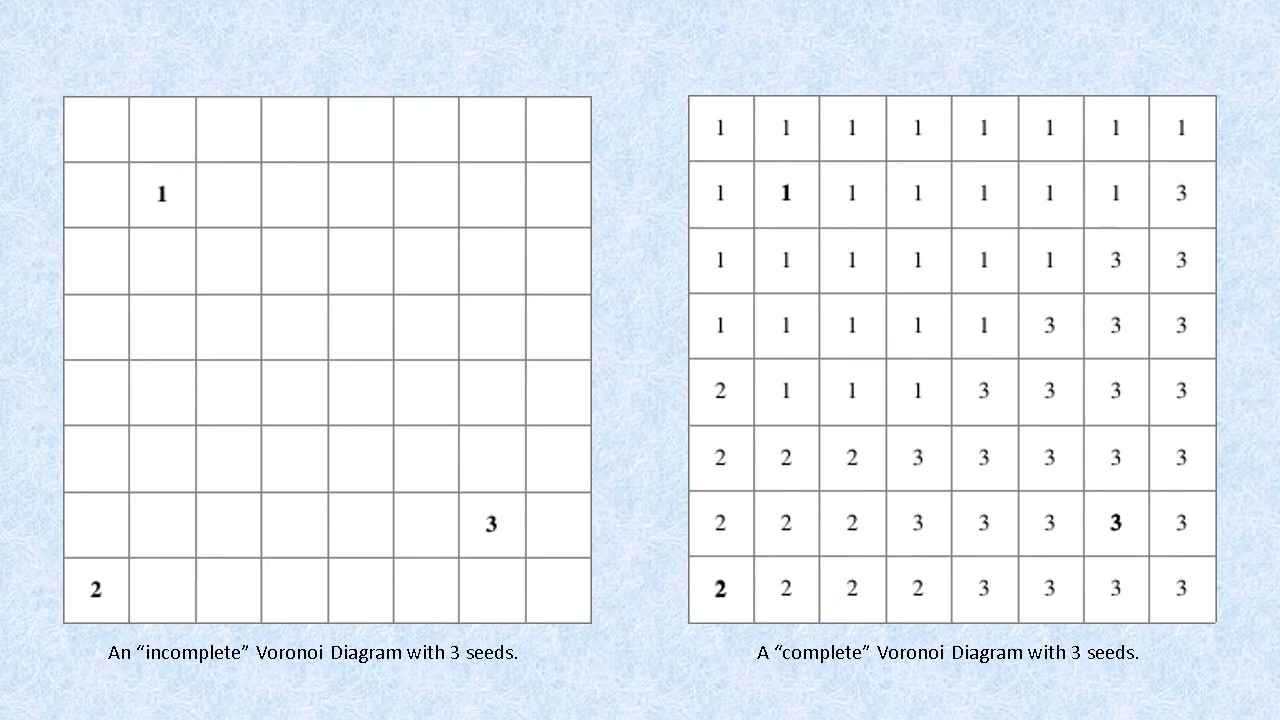 1 1 1 1 1 1 1 1
1 1 1 1 1 1 1 1 3
1 1 1 1 1 1 3 3
1 1 1 1 1 3 3 3
2 1 1 1 3 3 3 3
2 2 2 3 3 3 3 3
3 2 2 2 3 3 3 3 3
2 2 2 2 2 3 3 3 3
An “incomplete” Voronoi Diagram with 3 seeds. A “complete” Voronoi Diagram with 3 seeds.